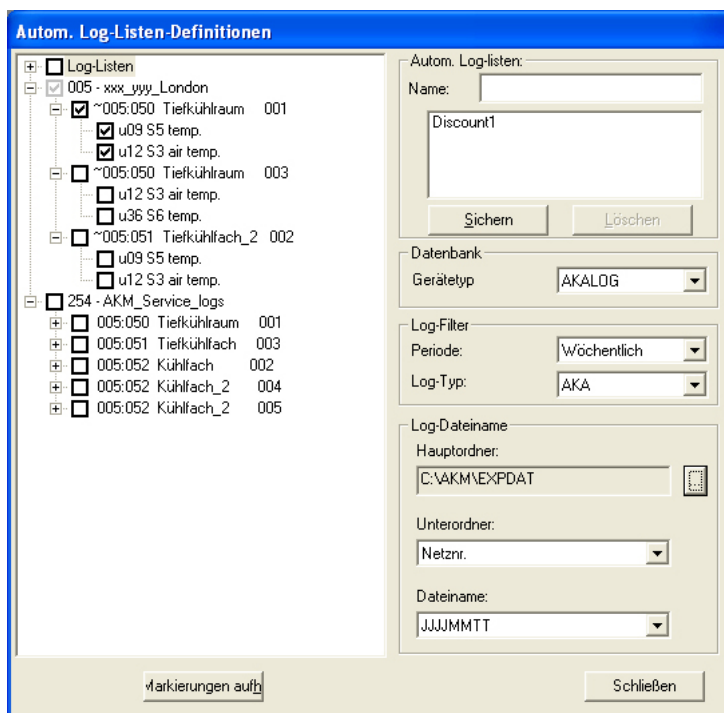 Autom. Log-Listen-Definitionen
Log-Listen
005 - xxx_yyy_London
~005:050 Tiefkühlraum 001
u09 S5 temp.
u12 S3 air temp.
~005:050 Tiefkühlraum 003
u12 S3 air temp.
u36 S6 temp.
~005:051 Tiefkühlfach_2 002
u09 S5 temp.
u12 S3 air temp.
254 - AKM_Service_logs
005:050 Tiefkühlraum 001
005:051 Tiefkühlfach 003
005:052 Kühlfach 002
005:052 Kühlfach_2 004
005:052 Kühlfach_2 005
Autom. Log-listen:
Name:
Discount1
Sichern Löschen
Datenbank
Gerätetyp AKALOG
Log-Filter
Periode: Wöchentlich
Log-Typ: AKA
Log-Dateiname
Hauptordner:
C:\AKM\EXPDAT
...
Unterordner:
Netznr.
Dateiname:
JJJJMMTT
Markierungen aufh
Schließen